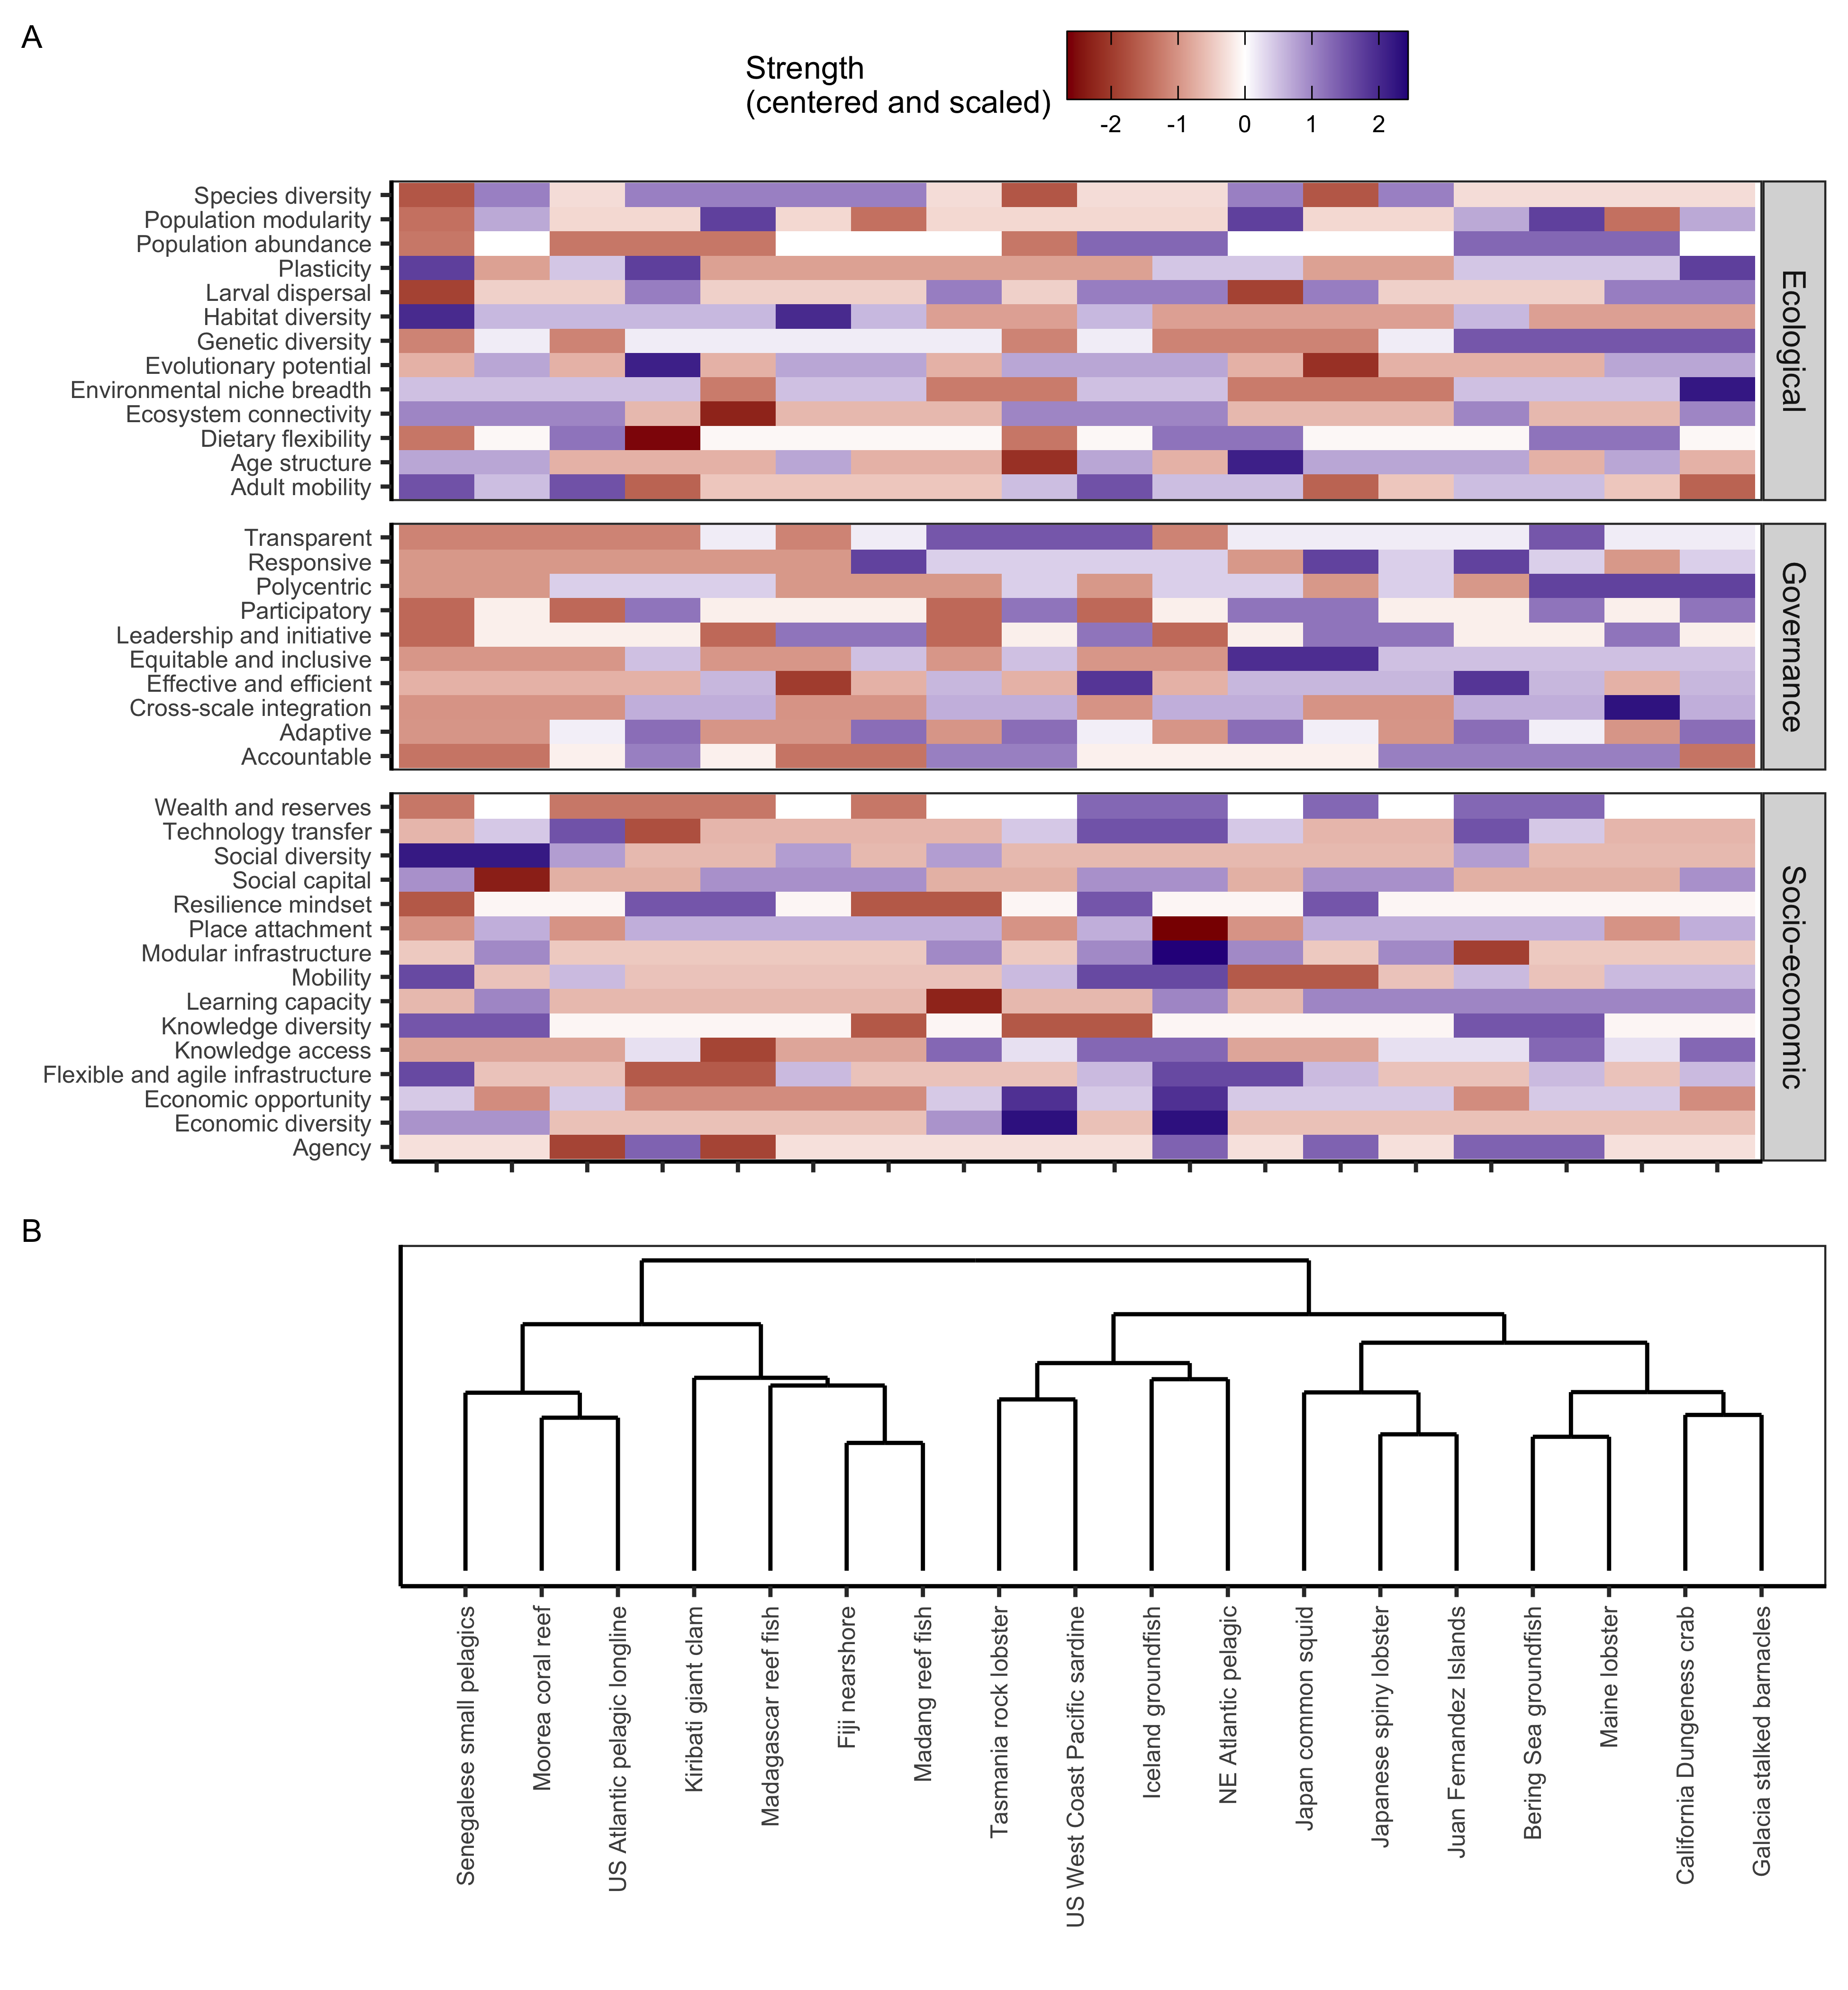 A
Strength
(centered and scaled)
-2 -1 0 1 2
Species diversity
Population modularity
Population abundance
Plasticity
Larval dispersal
Habitat diversity
Genetic diversity
Evolutionary potential
Environmental niche breadth
Ecosystem connectivity
Dietary flexibility
Age structure
Adult mobility
Ecological
Transparent
Responsive
Polycentric
Participatory
Leadership and initiative
Equitable and inclusive
Effective and efficient
Cross-scale integration
Adaptive
Accountable
Governance
Wealth and reserves
Technology transfer
Social diversity
Social capital
Resilience mindset
Place attachment
Modular infrastructure
Mobility
Learning capacity
Knowledge diversity
Knowledge access
Flexible and agile infrastructure
Economic opportunity
Economic diversity
Agency
Socio-economic
B
Senegalese small pelagics
Moorea coral reef
US Atlantic pelagic longline
Kiribati giant clam
Madagascar reef fish
Fiji nearshore
Madang reef fish
Tasmania rock lobster
US West Coast Pacific sardine
Iceland groundfish
NE Atlantic pelagic
Japan common squid
Japanese spiny lobster
Juan Fernandez Islands
Bering Sea groundfish
Maine lobster
California Dungeness crab
Galacia stalked barnacles